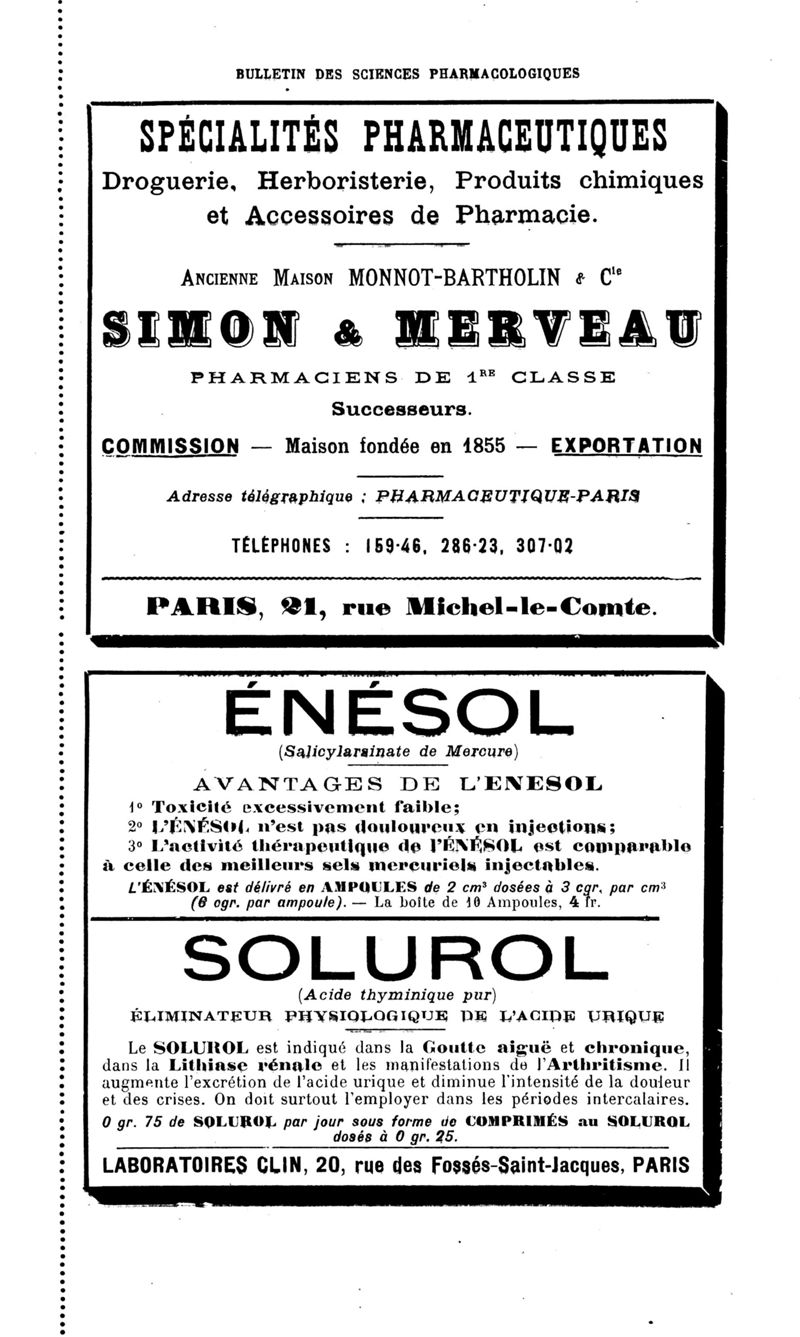 BULLETIN DES SCIENCES PHARMACOLOGIQUES
SPÉCIALITÉS PHARMACEUTIQUES
Droguerie, Herboristerie, Produits chimiques
et Accessoires de Pharmacie.
ANCIENNE MAISON MONNOT-BARTHOLIN & Cie
SIMON & MERVEAU
PHARMACIENS DE 1RE CLASSE
Successeurs.
COMMISSION — Maison fondée en 1855 — EXPORTATION
Adresse télégraphique : PHARMACEUTIQUE-PARIS
TÉLÉPHONES : 159-46, 286-23, 307-02
PARIS, 21, rue Michel-le-Comte.
ÉNÉSOL
(Salicylarsinate de Mercure)
AVANTAGES DE L'ENESOL
1° Toxicité excessivement faible;
2° L'ÉNÉSOL n'est pas douloureux en injections;
3° L'activité thérapeutique de l'ÉNÉSOL est comparable
à celle des meilleurs sels mercuriels injectables.
L'ÉNÉSOL est délivré en AMPOULES de 2 cm³ dosées à 3 cgr. par cm³
(6 cgr. par ampoule). — La boîte de 10 Ampoules, 4 fr.
SOLUROL
(Acide thyminique pur)
ÉLIMINATEUR PHYSIOLOGIQUE DE L'ACIDE URIQUE
Le SOLUROL est indiqué dans la Goutte aiguë et chronique,
dans la Lithiase rénale et les manifestations de l'Arthritisme. Il
augmente l'excrétion de l'acide urique et diminue l'intensité de la douleur
et des crises. On doit surtout l'employer dans les périodes intercalaires.
0 gr. 75 de SOLUROL par jour sous forme de COMPRIMÉS au SOLUROL
dosés à 0 gr. 25.
LABORATOIRES CLIN, 20, rue des Fossés-Saint-Jacques, PARIS